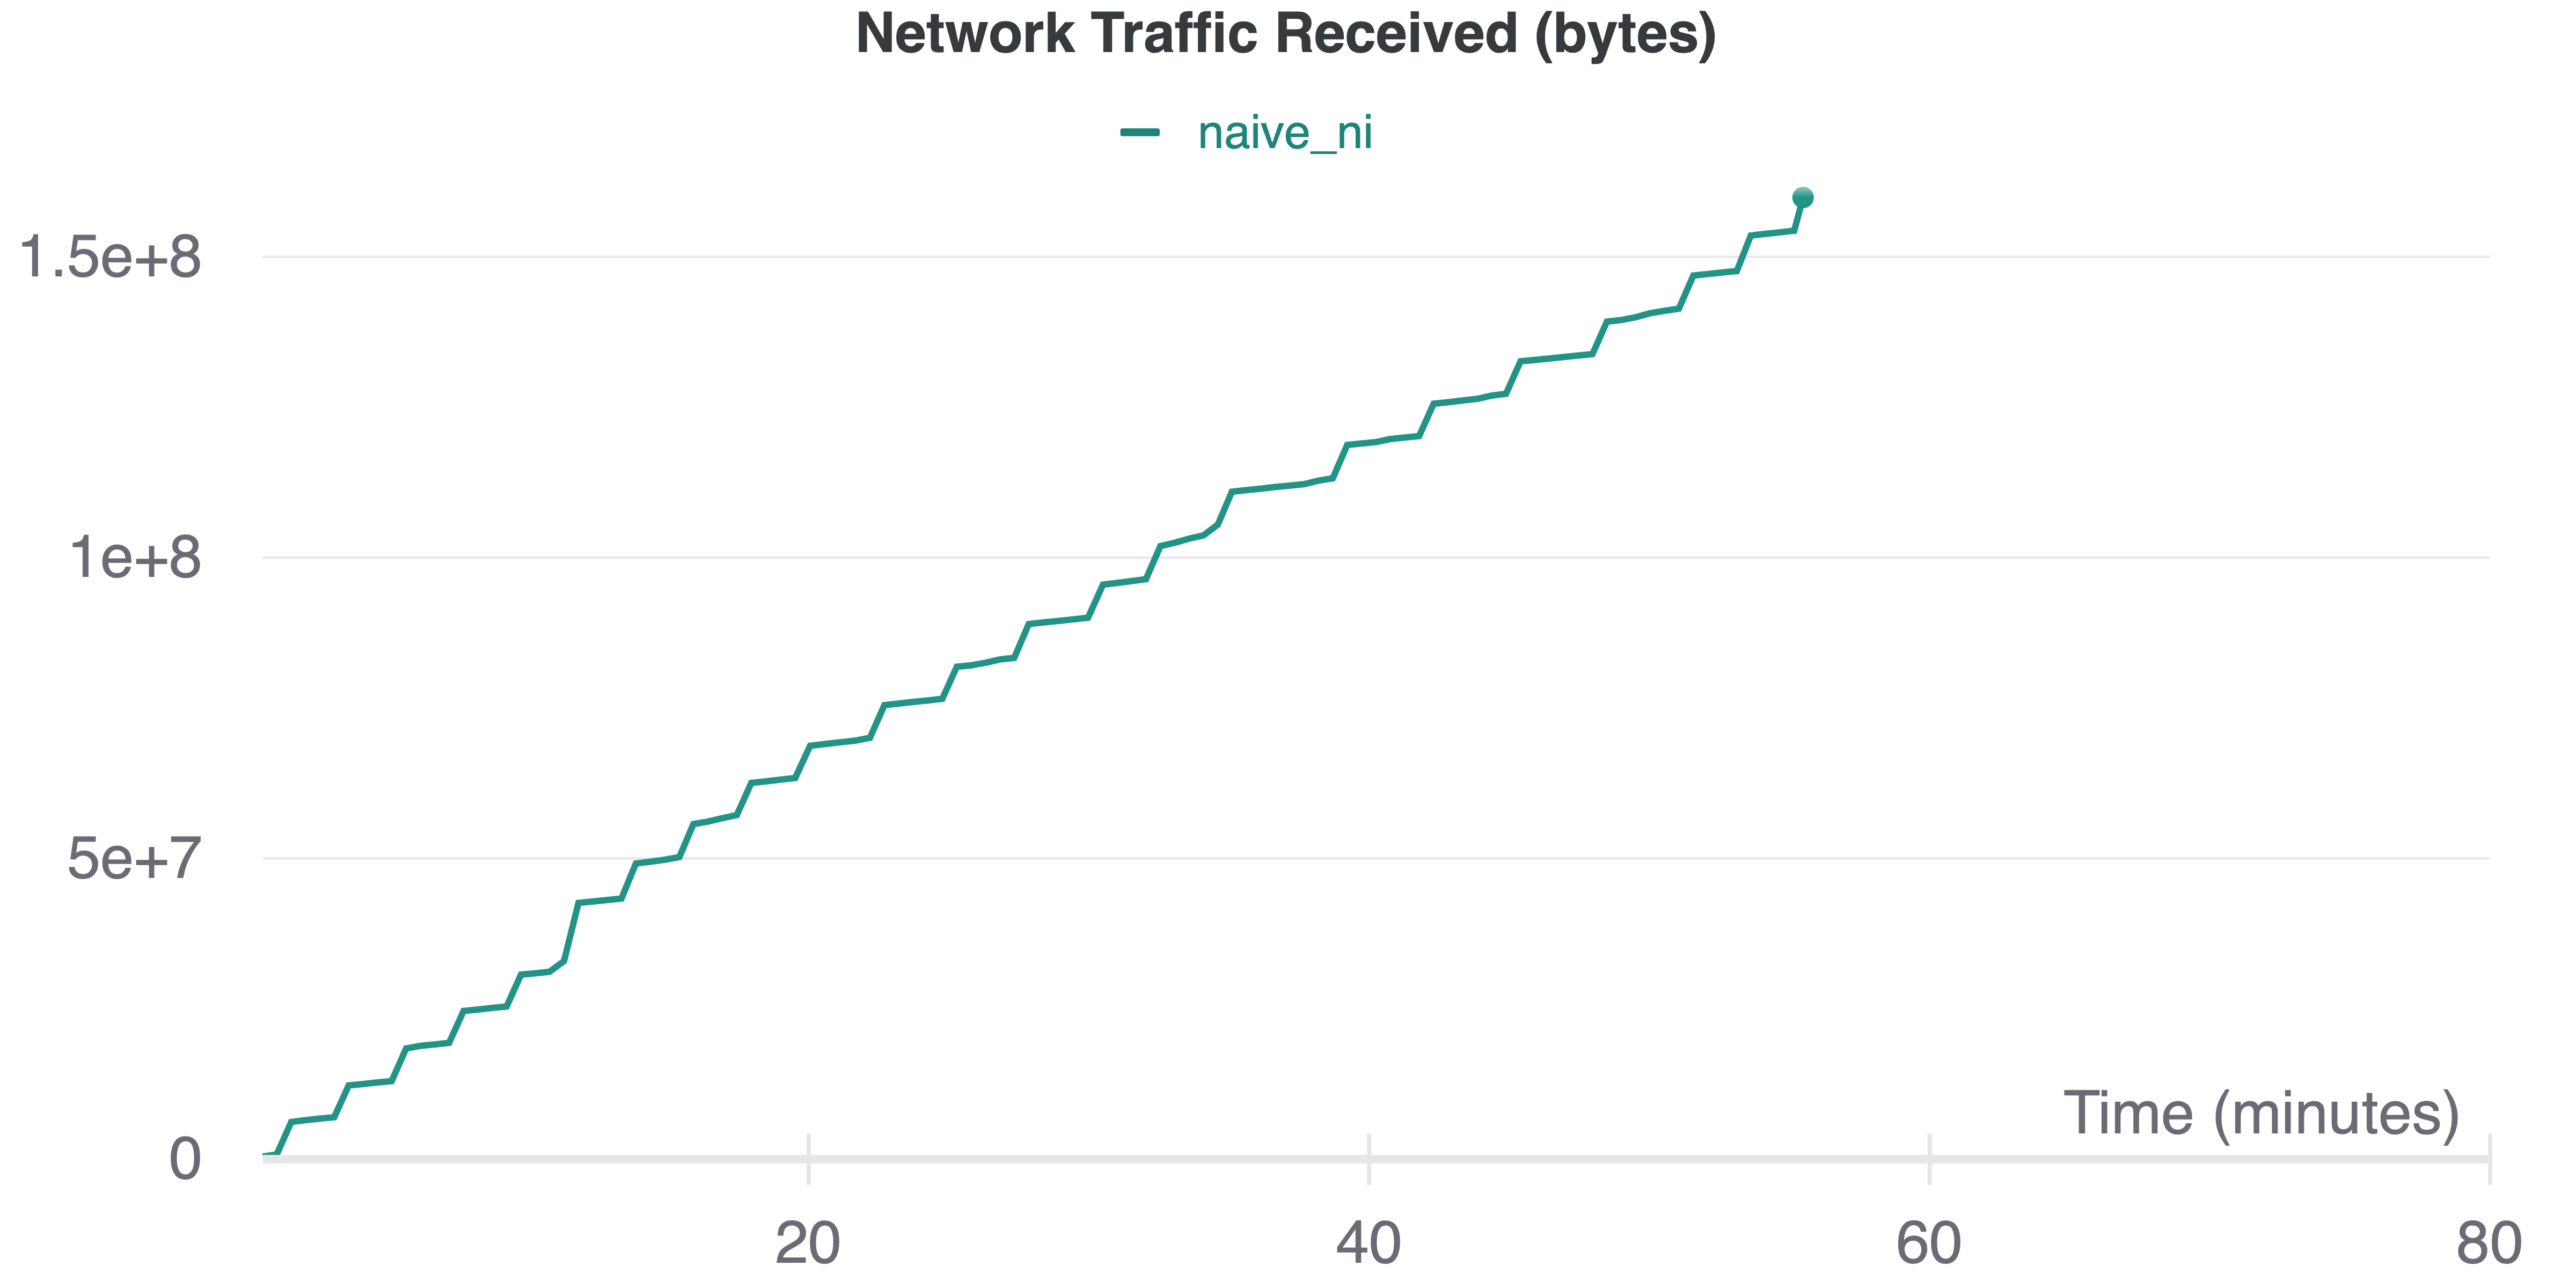 Network Traffic Received (bytes)
naive_ni
1.5e+8
1e+8
5e+7
0
Time (minutes)
20 40 60 80